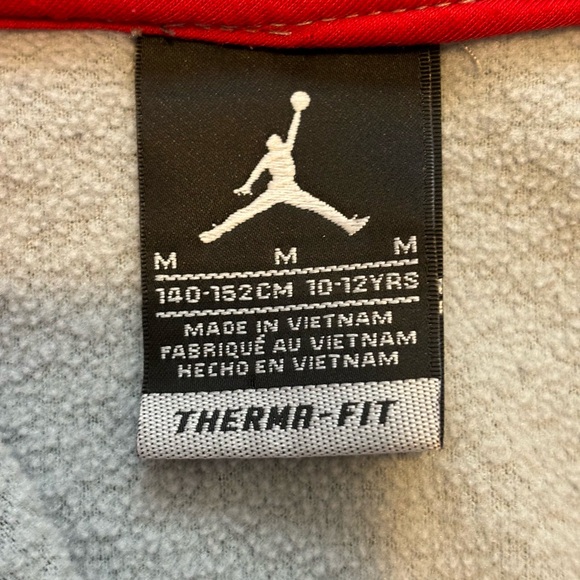 M M M
140-152CM 10-12YRS
MADE IN VIETNAM
FABRIQUÉ AU VIETNAM
HECHO EN VIETNAM
THERMA-FIT